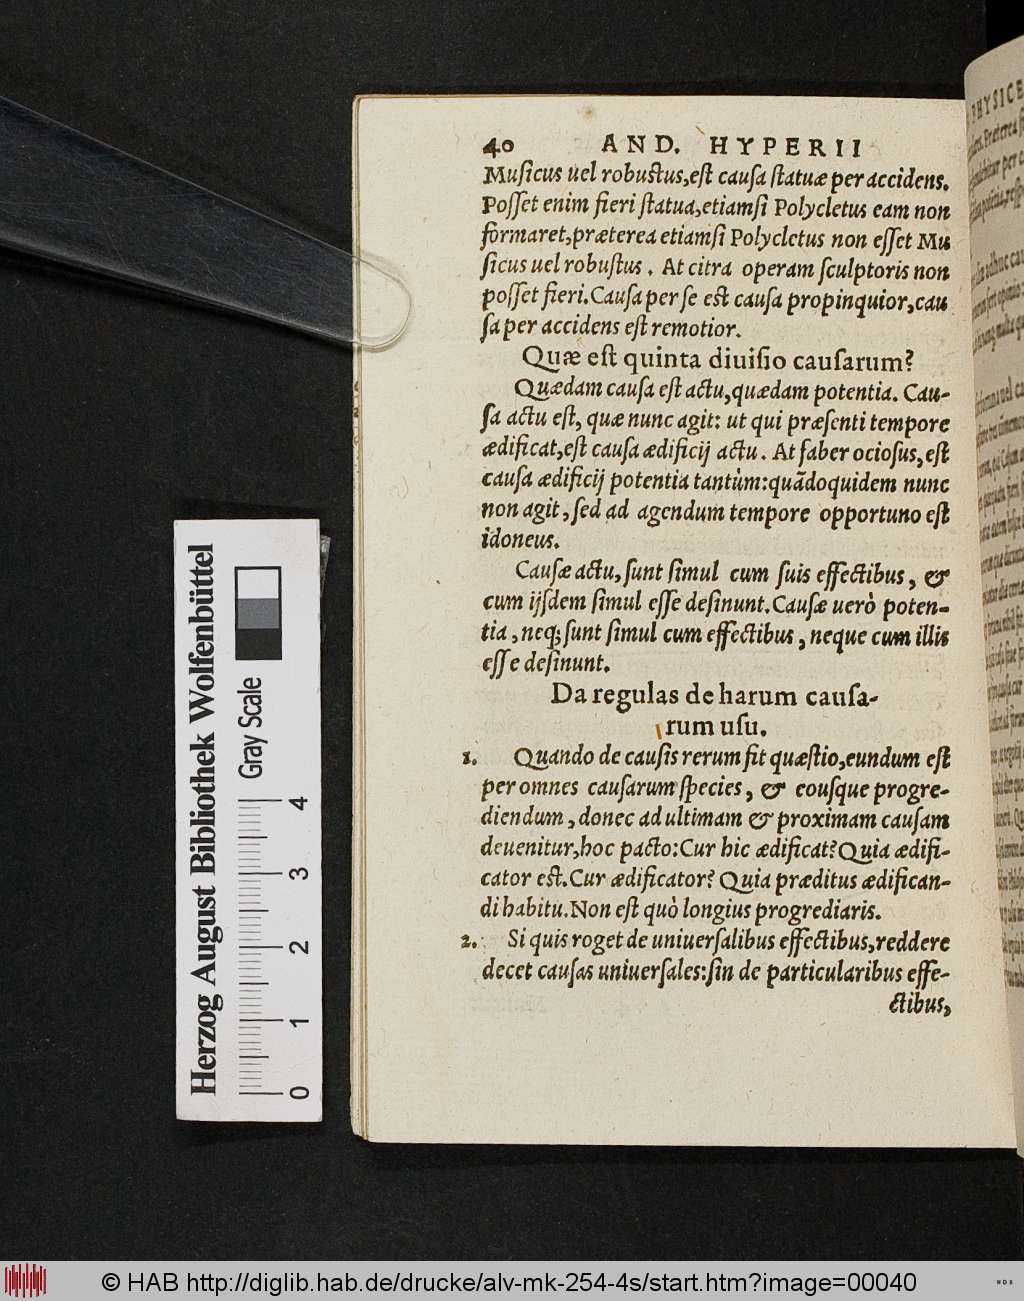 40 AND. HYPERII
Muſicus uel robuſtus,eſt cauſa ſtatuæ per accidens.
Poſſet enim fieri ſtatua,etiamſi Polycletus eam non
formaret,præterea etiamſi Polycletus non eſſet Mu
ſicus uel robuſtus. At citra operam ſculptoris non
poſſet fieri.Cauſa per ſe eſt cauſa propinquior,cau
ſa per accidens eſt remotior.
Quæ eſt quinta diuiſio cauſarum?
Quædam cauſa eſt actu,quædam potentia. Cau-
ſa actu eſt, quæ nunc agit: ut qui præſenti tempore
ædificat,eſt cauſa ædificij actu. At faber ocioſus,eſt
cauſa ædificij potentia tantùm:quãdoquidem nunc
non agit, ſed ad agendum tempore opportuno eſt
idoneus.
Cauſæ actu, ſunt ſimul cum ſuis effectibus, &
cum ijſdem ſimul eſſe deſinunt.Cauſæ uerò poten-
tia, neq; ſunt ſimul cum effectibus, neque cum illis
eſſe deſinunt.
Da regulas de harum cauſa-
rum uſu.
1. Quando de cauſis rerum fit quæſtio,eundum eſt
per omnes cauſarum ſpecies, & eouſque progre-
diendum, donec ad ultimam & proximam cauſam
deuenitur,hoc pacto:Cur hic ædificat? Quia ædifi-
cator eſt.Cur ædificator? Quia præditus ædifican-
di habitu.Non eſt quò longius progrediaris.
2. Si quis roget de uniuerſalibus effectibus,reddere
decet cauſas uniuerſales:ſin de particularibus effe-
ctibus,
PHYSICE
Herzog August Bibliothek Wolfenbüttel
Gray Scale
0 1 2 3 4
© HAB http://diglib.hab.de/drucke/alv-mk-254-4s/start.htm?image=00040
WDB